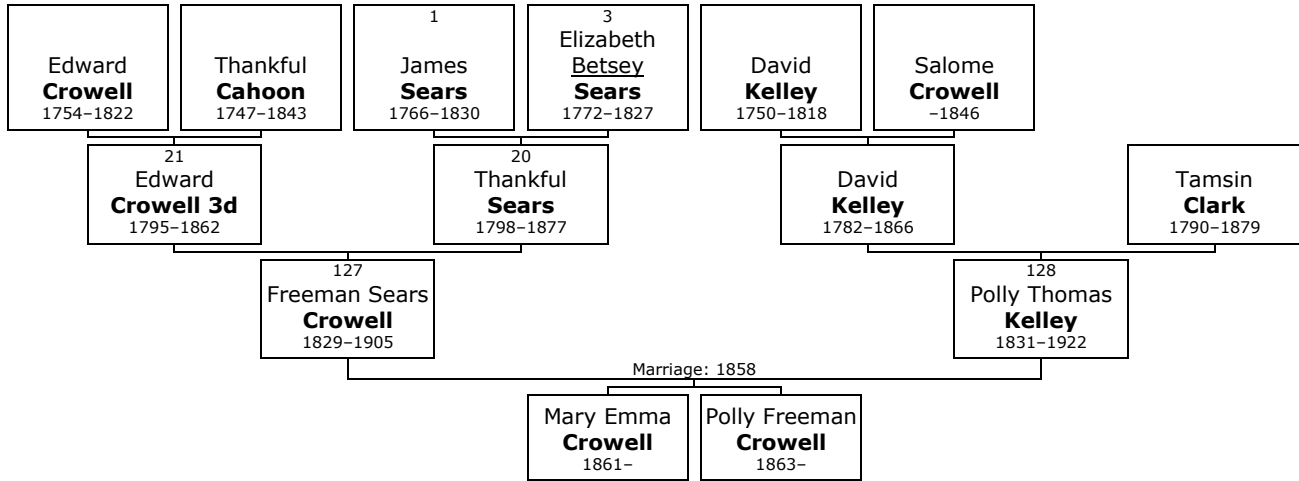 Edward
Crowell
1754–1822
Thankful
Cahoon
1747–1843
1
James
Sears
1766–1830
3
Elizabeth
Betsey
Sears
1772–1827
David
Kelley
1750–1818
Salome
Crowell
–1846
21
Edward
Crowell 3d
1795–1862
20
Thankful
Sears
1798–1877
David
Kelley
1782–1866
Tamsin
Clark
1790–1879
127
Freeman Sears
Crowell
1829–1905
128
Polly Thomas
Kelley
1831–1922
Marriage: 1858
Mary Emma
Crowell
1861–
Polly Freeman
Crowell
1863–